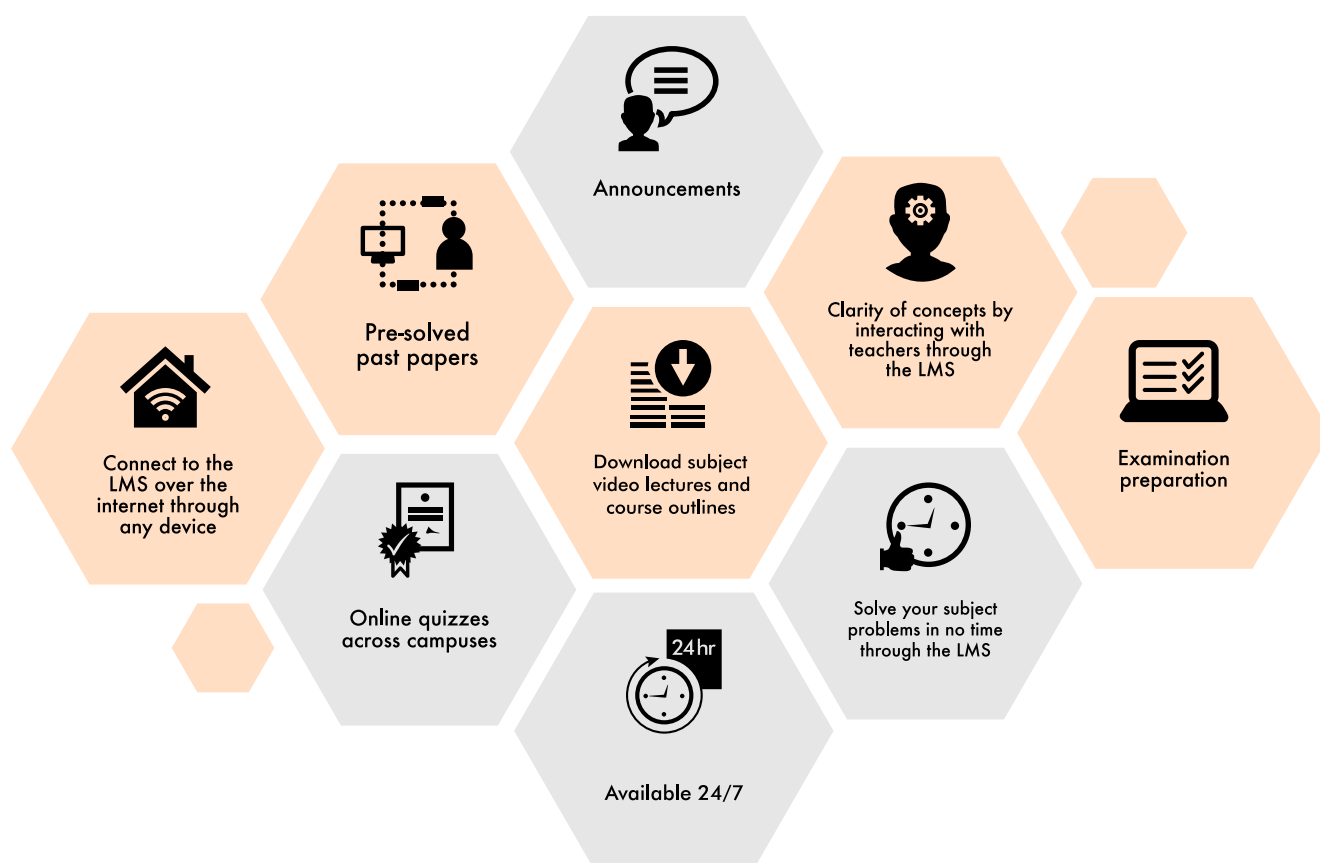 Announcements
Pre-solved
past papers
Clarity of concepts by
interacting with
teachers through
the LMS
Connect to the
LMS over the
internet through
any device
Download subject
video lectures and
course outlines
Examination
preparation
Online quizzes
across campuses
Solve your subject
problems in no time
through the LMS
24hr
Available 24/7